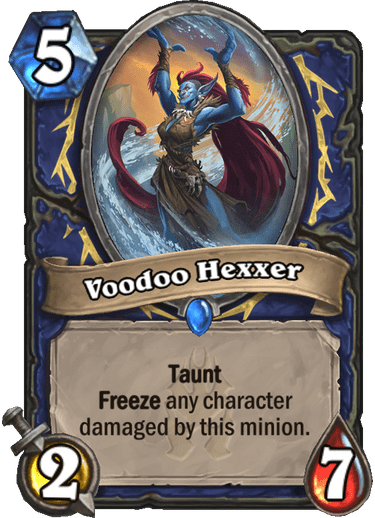 5
Voodoo Hexxer
Taunt
Freeze any character
damaged by this minion.
2
7